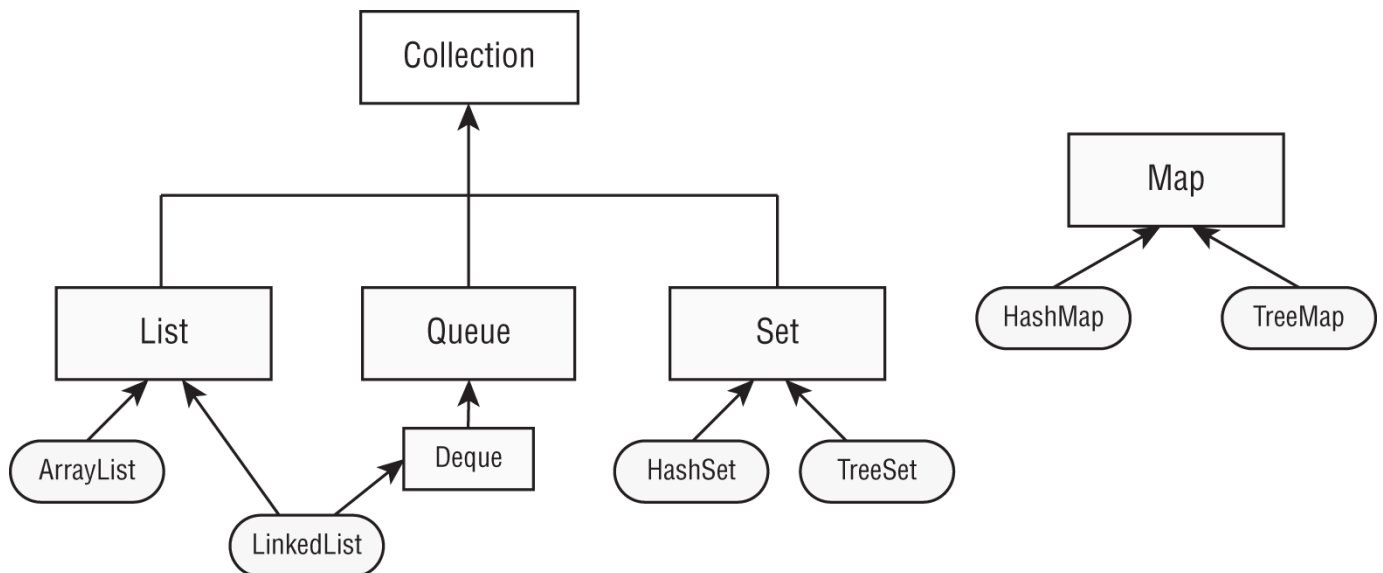 Collection
Map
List
Queue
Set
HashMap
TreeMap
ArrayList
Deque
HashSet
TreeSet
LinkedList